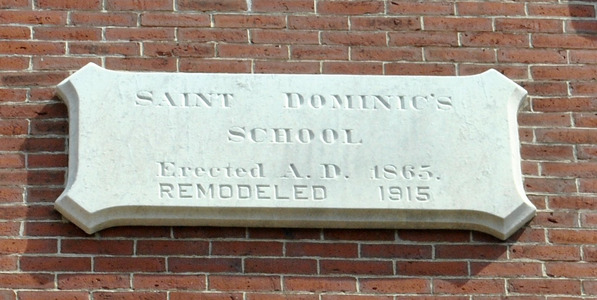 SAINT DOMINIC'S
SCHOOL
Erected A. D. 1865.
REMODELED 1915